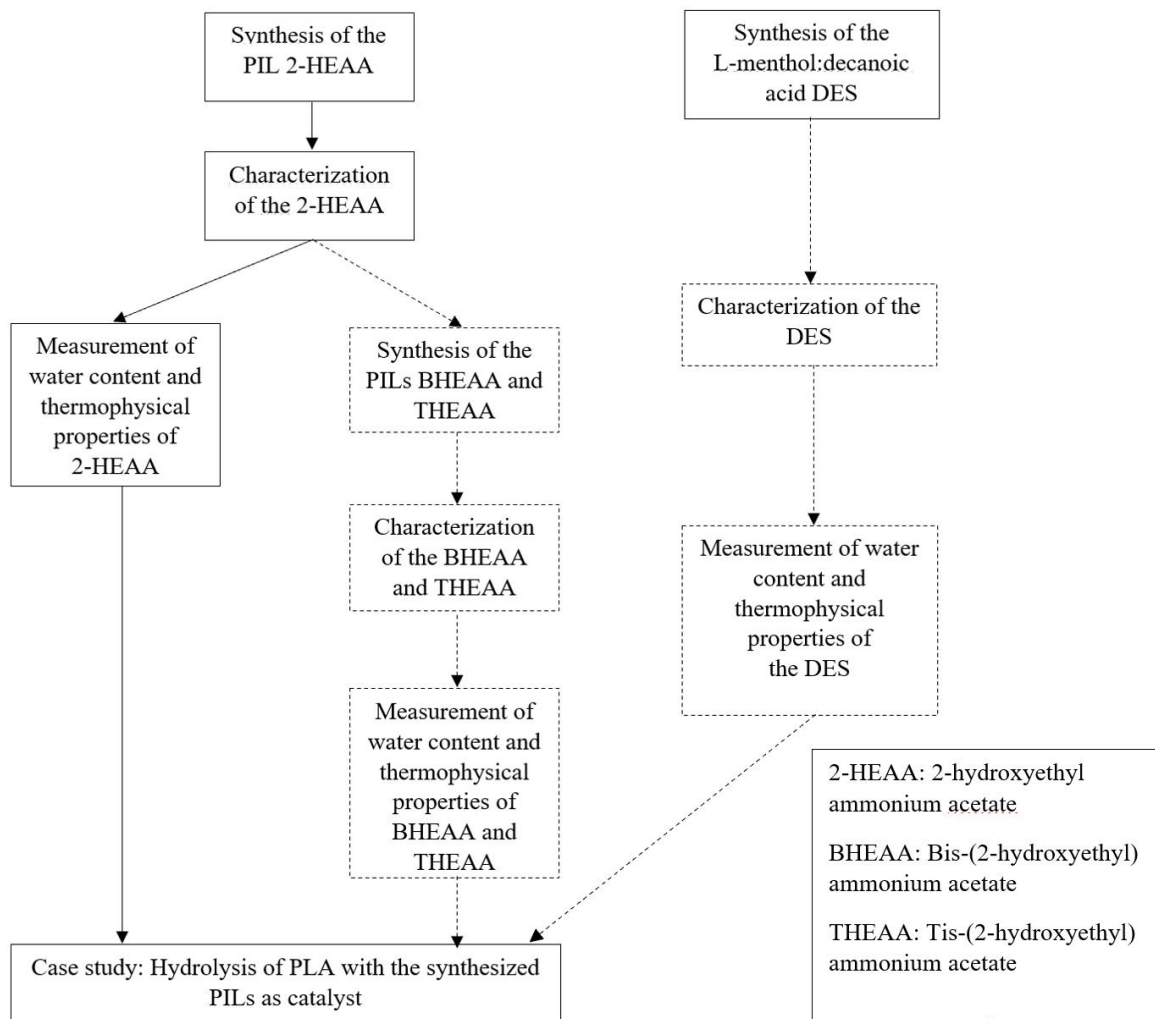 Synthesis of the
PIL 2-HEAA
Synthesis of the
L-menthol:decanoic
acid DES
Characterization
of the 2-HEAA
Measurement of
water content and
thermophysical
properties of
2-HEAA
Synthesis of the
PILs BHEAA and
THEAA
Characterization of the
DES
Characterization
of the BHEAA
and THEAA
Measurement of water
content and
thermophysical
properties of
the DES
Measurement of
water content and
thermophysical
properties of
BHEAA and
THEAA
Case study: Hydrolysis of PLA with the synthesized
PILs as catalyst
2-HEAA: 2-hydroxyethyl
ammonium acetate
BHEAA: Bis-(2-hydroxyethyl)
ammonium acetate
THEAA: Tis-(2-hydroxyethyl)
ammonium acetate